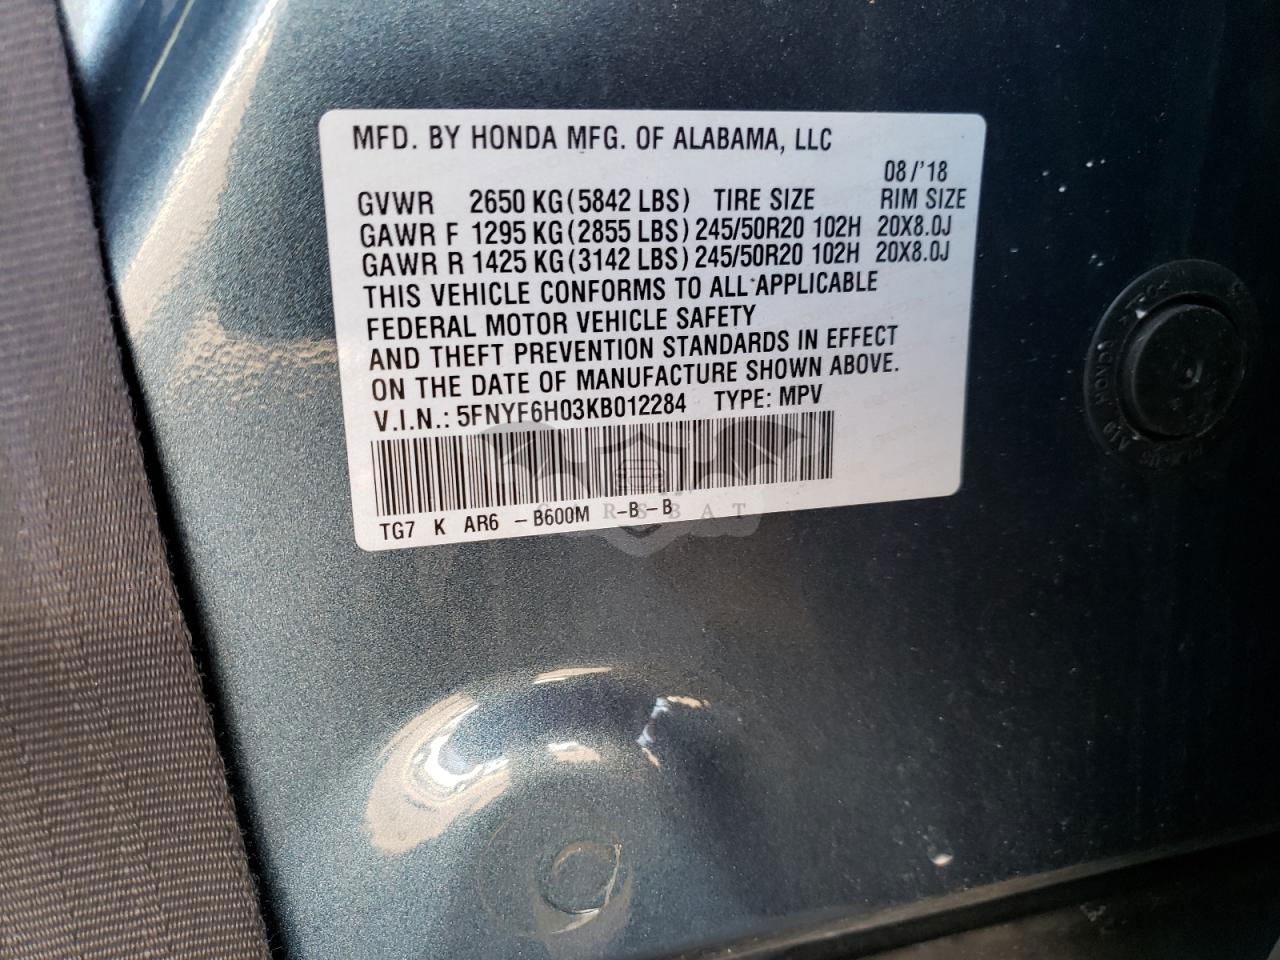 MFD. BY HONDA MFG. OF ALABAMA, LLC
08/'18
GVWR 2650 KG(5842 LBS) TIRE SIZE RIM SIZE
GAWR F 1295 KG(2855 LBS) 245/50R20 102H 20X8.0J
GAWR R 1425 KG(3142 LBS) 245/50R20 102H 20X8.0J
THIS VEHICLE CONFORMS TO ALL APPLICABLE
FEDERAL MOTOR VEHICLE SAFETY
AND THEFT PREVENTION STANDARDS IN EFFECT
ON THE DATE OF MANUFACTURE SHOWN ABOVE.
V.I.N.: 5FNYF6H03KB012284 TYPE: MPV
TG7 K AR6 -B600M R-B-B
CARSBAT